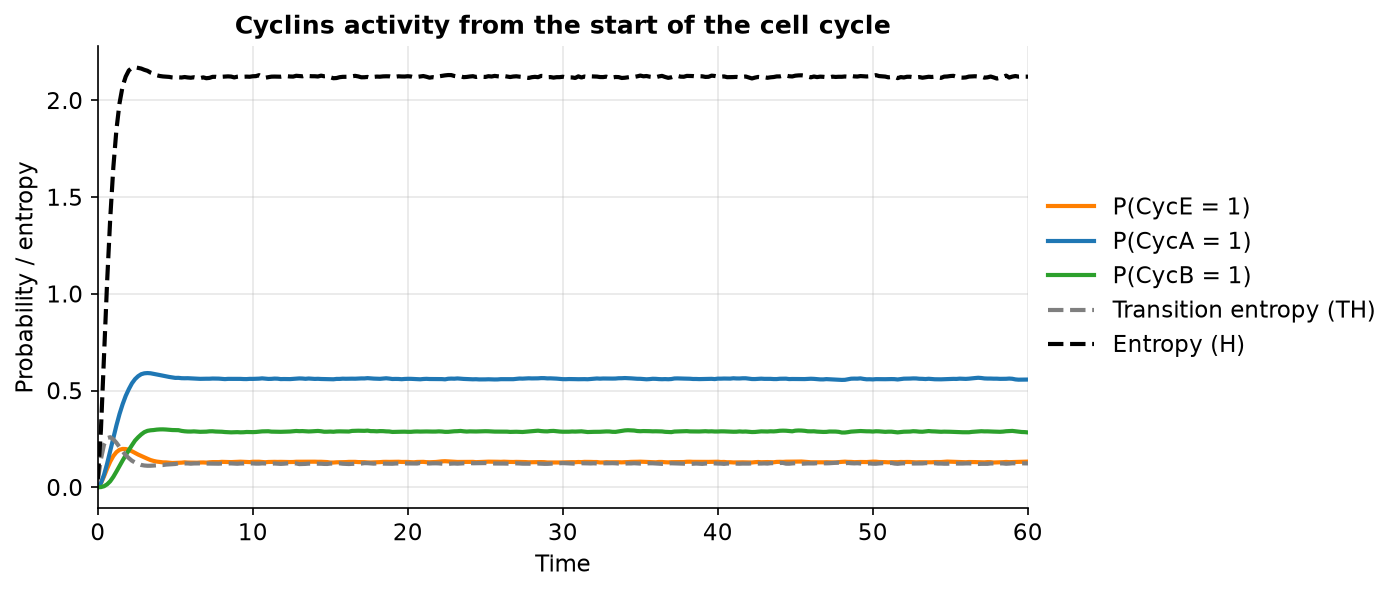 Cyclins activity from the start of the cell cycle
Probability / entropy
2.0
1.5
1.0
0.5
0.0
0 10 20 30 40 50 60
Time
P(CycE = 1)
P(CycA = 1)
P(CycB = 1)
Transition entropy (TH)
Entropy (H)